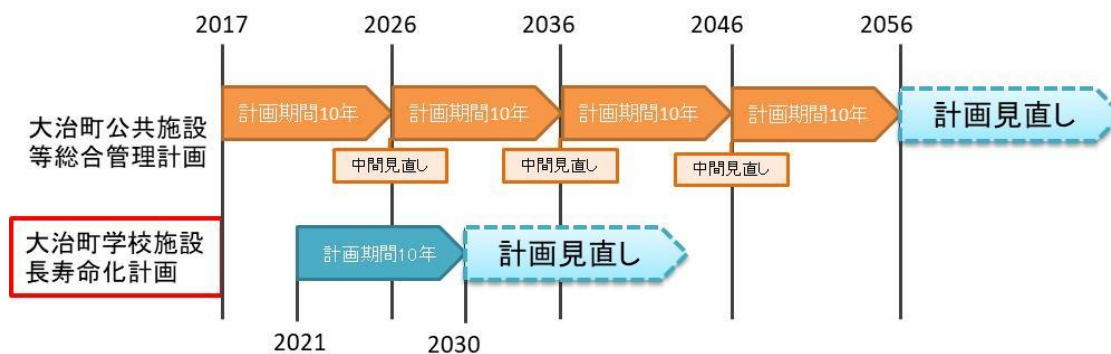 2017
2026
2036
2046
2056
大治町公共施設
等総合管理計画
計画期間10年
計画期間10年
計画期間10年
計画期間10年
計画見直し
中間見直し
中間見直し
中間見直し
大治町学校施設
長寿命化計画
計画期間10年
計画見直し
2021
2030